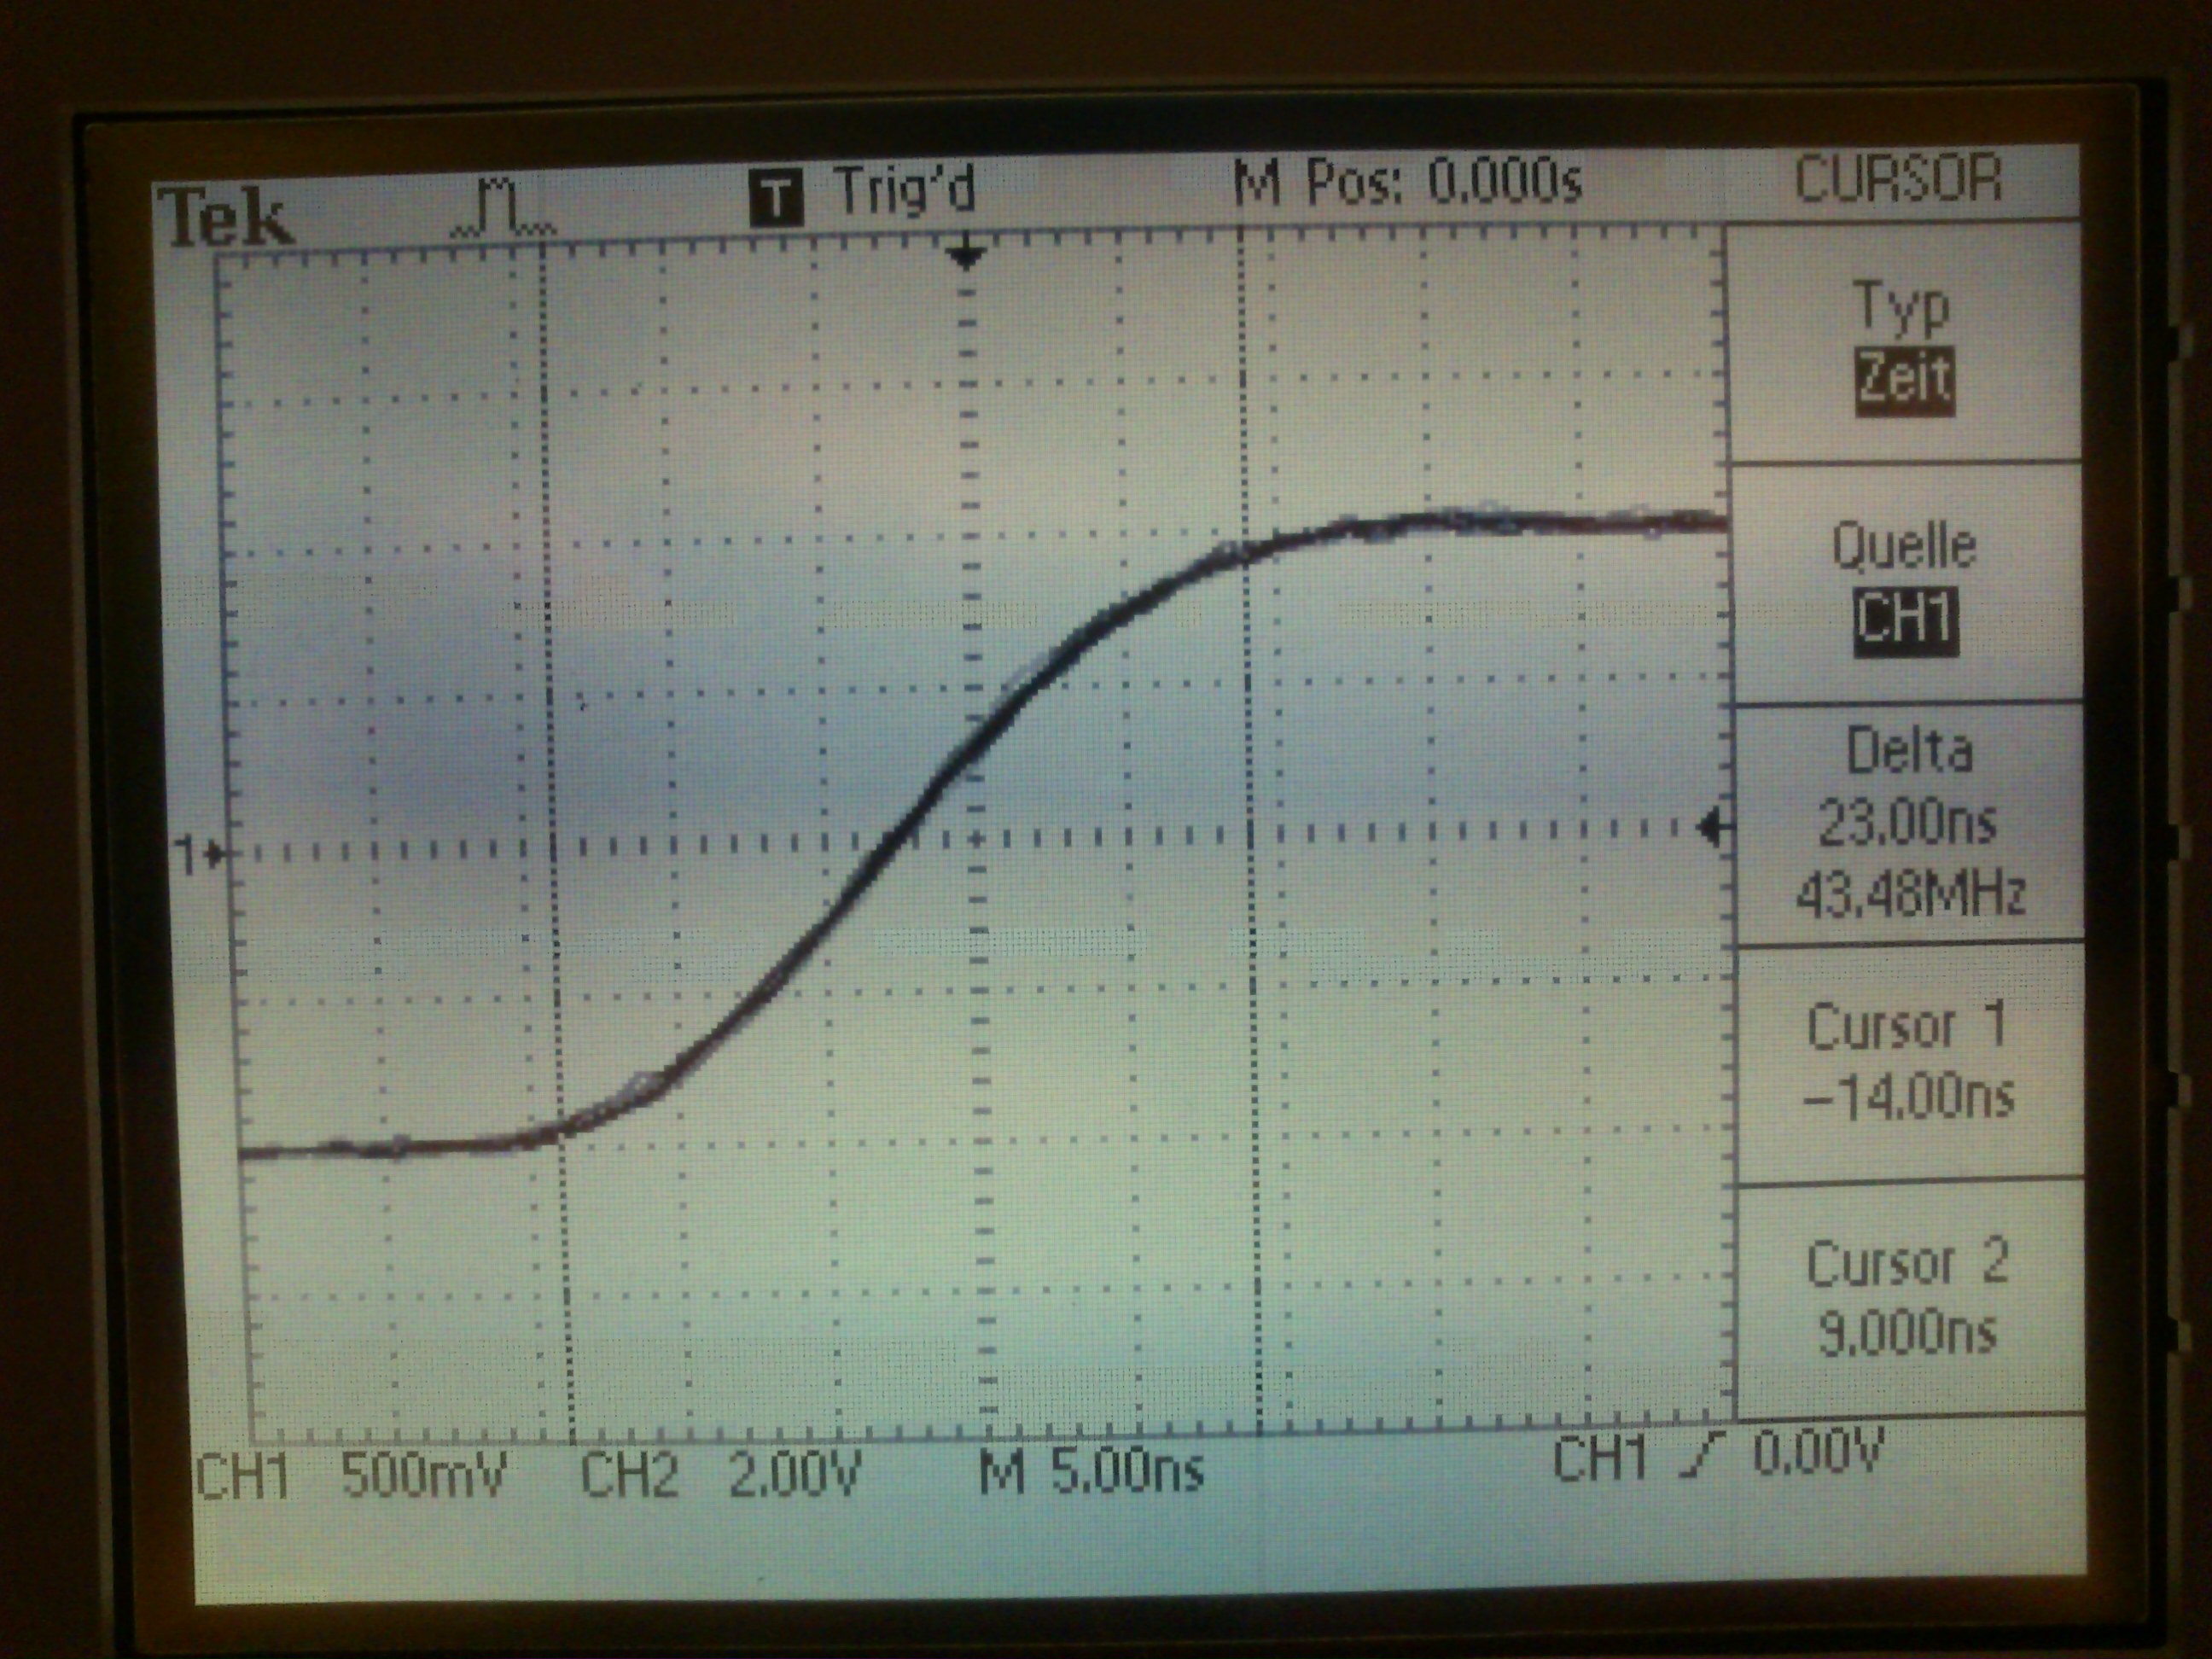 Tek T Trig'd M Pos: 0.000s CURSOR
Typ
Zeit
Quelle
CH1
Delta
23.00ns
43.48MHz
Cursor 1
−14.00ns
Cursor 2
9.000ns
1
CH1 500mV CH2 2.00V M 5.00ns CH1 0.00V